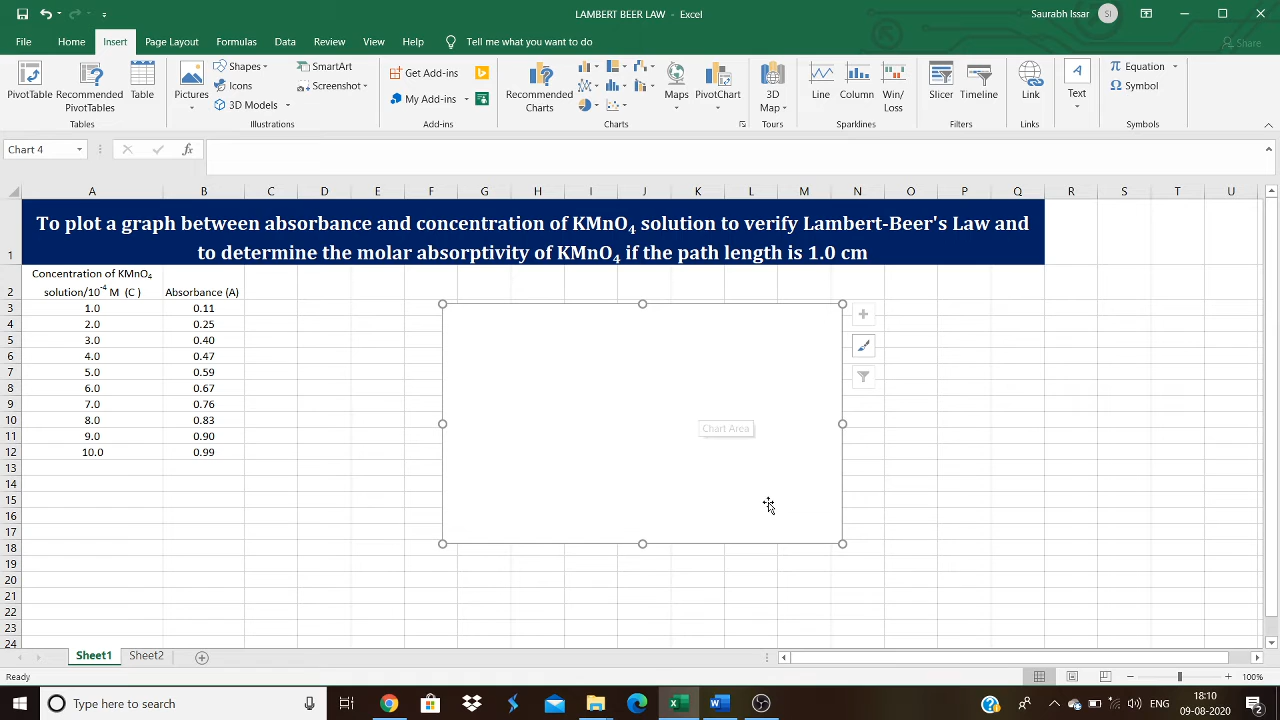 LAMBERT BEER LAW - Excel
Saurabh Issar SI
File Home Insert Page Layout Formulas Data Review View Help Tell me what you want to do Share
PivotTable Recommended PivotTables Table
Tables
Pictures Shapes Icons 3D Models SmartArt Screenshot
Illustrations
Get Add-ins
My Add-ins
Add-ins
Recommended Charts Maps PivotChart
Charts
3D Map
Tours
Line Column Win/Loss
Sparklines
Slicer Timeline
Filters
Link
Links
Text
Equation
Symbol
Symbols
Chart 4 fx
A B C D E F G H I J K L M N O P Q R S T U
1 To plot a graph between absorbance and concentration of KMnO₄ solution to verify Lambert-Beer's Law and
to determine the molar absorptivity of KMnO₄ if the path length is 1.0 cm
Concentration of KMnO₄
2 solution/10⁻⁴ M (C ) Absorbance (A)
3 1.0 0.11
4 2.0 0.25
5 3.0 0.40
6 4.0 0.47
7 5.0 0.59
8 6.0 0.67
9 7.0 0.76
10 8.0 0.83
11 9.0 0.90
12 10.0 0.99
13
14
15
16
17
18
19
20
21
22
23
24
Chart Area
Sheet1 Sheet2
Ready 100%
Type here to search
ENG
18:10
09-08-2020
2